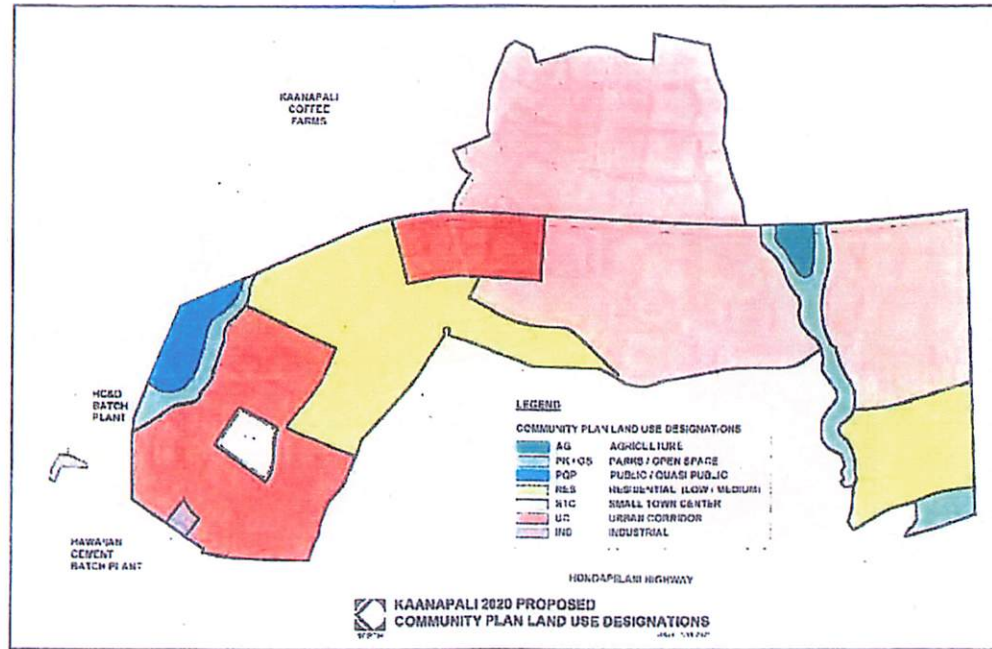 KAANAPALI
COFFEE
FARMS
HC&D
BATCH
PLANT
LEGEND
COMMUNITY PLAN LAND USE DESIGNATIONS
AG AGRICULTURE
PK+OS PARKS / OPEN SPACE
PQP PUBLIC / QUASI PUBLIC
RES RESIDENTIAL (LOW / MEDIUM)
STC SMALL TOWN CENTER
UC URBAN CORRIDOR
IND INDUSTRIAL
HAWAIIAN
CEMENT
BATCH PLANT
HONOAPIILANI HIGHWAY
KAANAPALI 2020 PROPOSED
COMMUNITY PLAN LAND USE DESIGNATIONS
NORTH